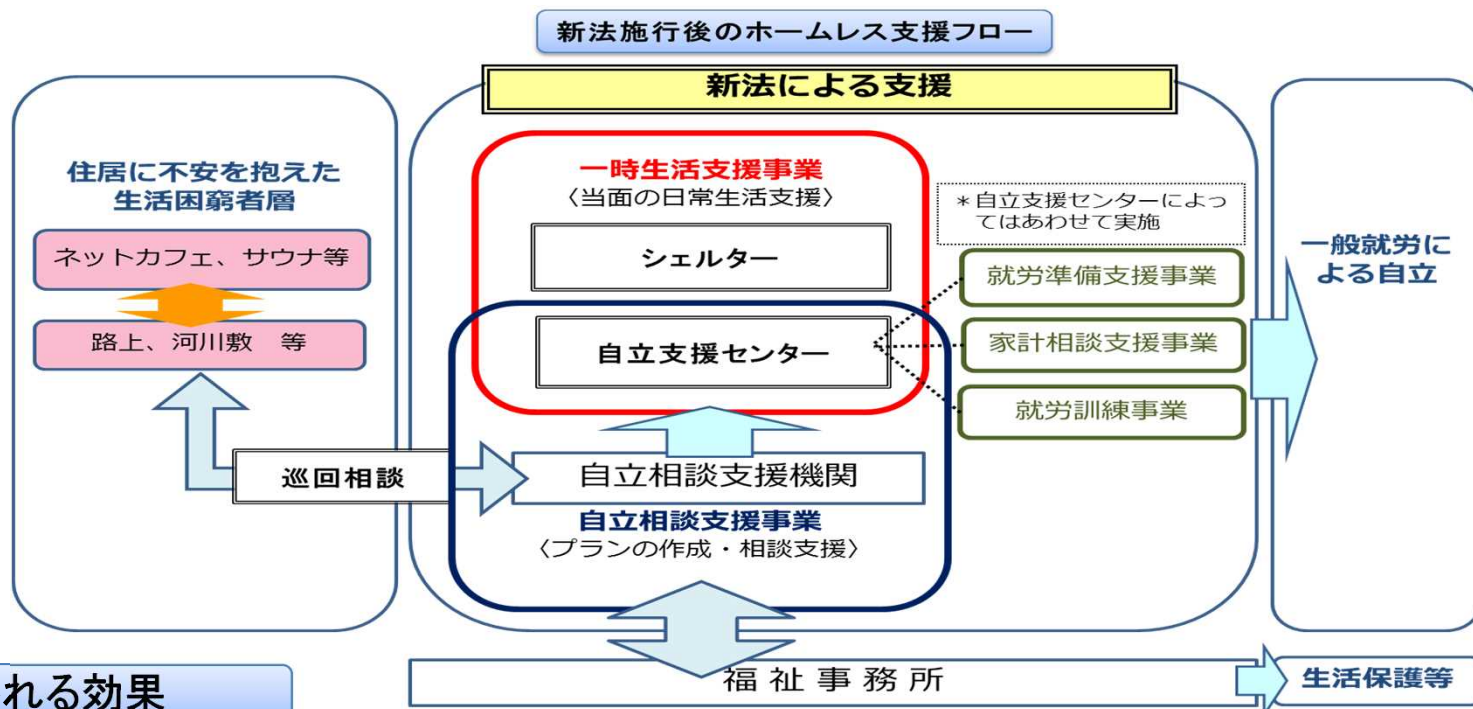 新法施行後のホームレス支援フロー
新法による支援
住居に不安を抱えた
生活困窮者層
ネットカフェ、サウナ等
路上、河川敷　等
巡回相談
一時生活支援事業
〈当面の日常生活支援〉
シェルター
自立支援センター
自立相談支援機関
自立相談支援事業
〈プランの作成・相談支援〉
＊自立支援センターによっ
てはあわせて実施
就労準備支援事業
家計相談支援事業
就労訓練事業
一般就労に
よる自立
福祉事務所
生活保護等
れる効果